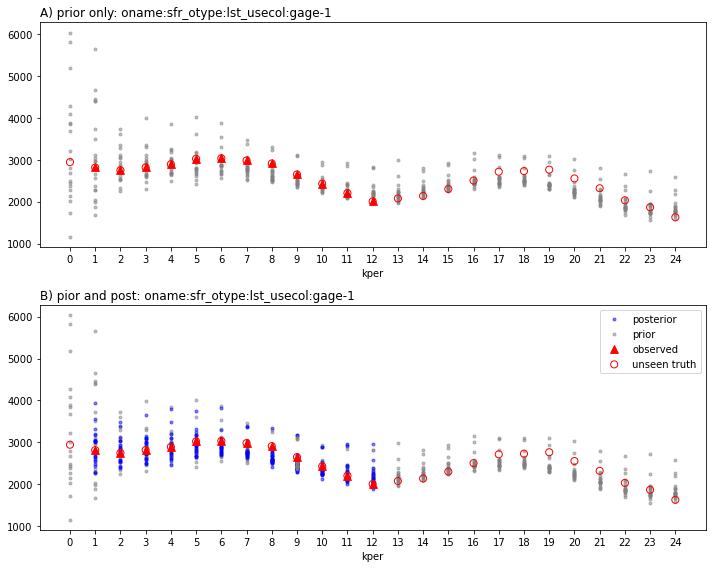 A) prior only: oname:sfr_otype:lst_usecol:gage-1
6000
5000
4000
3000
2000
1000
0 1 2 3 4 5 6 7 8 9 10 11 12 13 14 15 16 17 18 19 20 21 22 23 24
kper
B) pior and post: oname:sfr_otype:lst_usecol:gage-1
posterior
prior
observed
unseen truth
6000
5000
4000
3000
2000
1000
0 1 2 3 4 5 6 7 8 9 10 11 12 13 14 15 16 17 18 19 20 21 22 23 24
kper